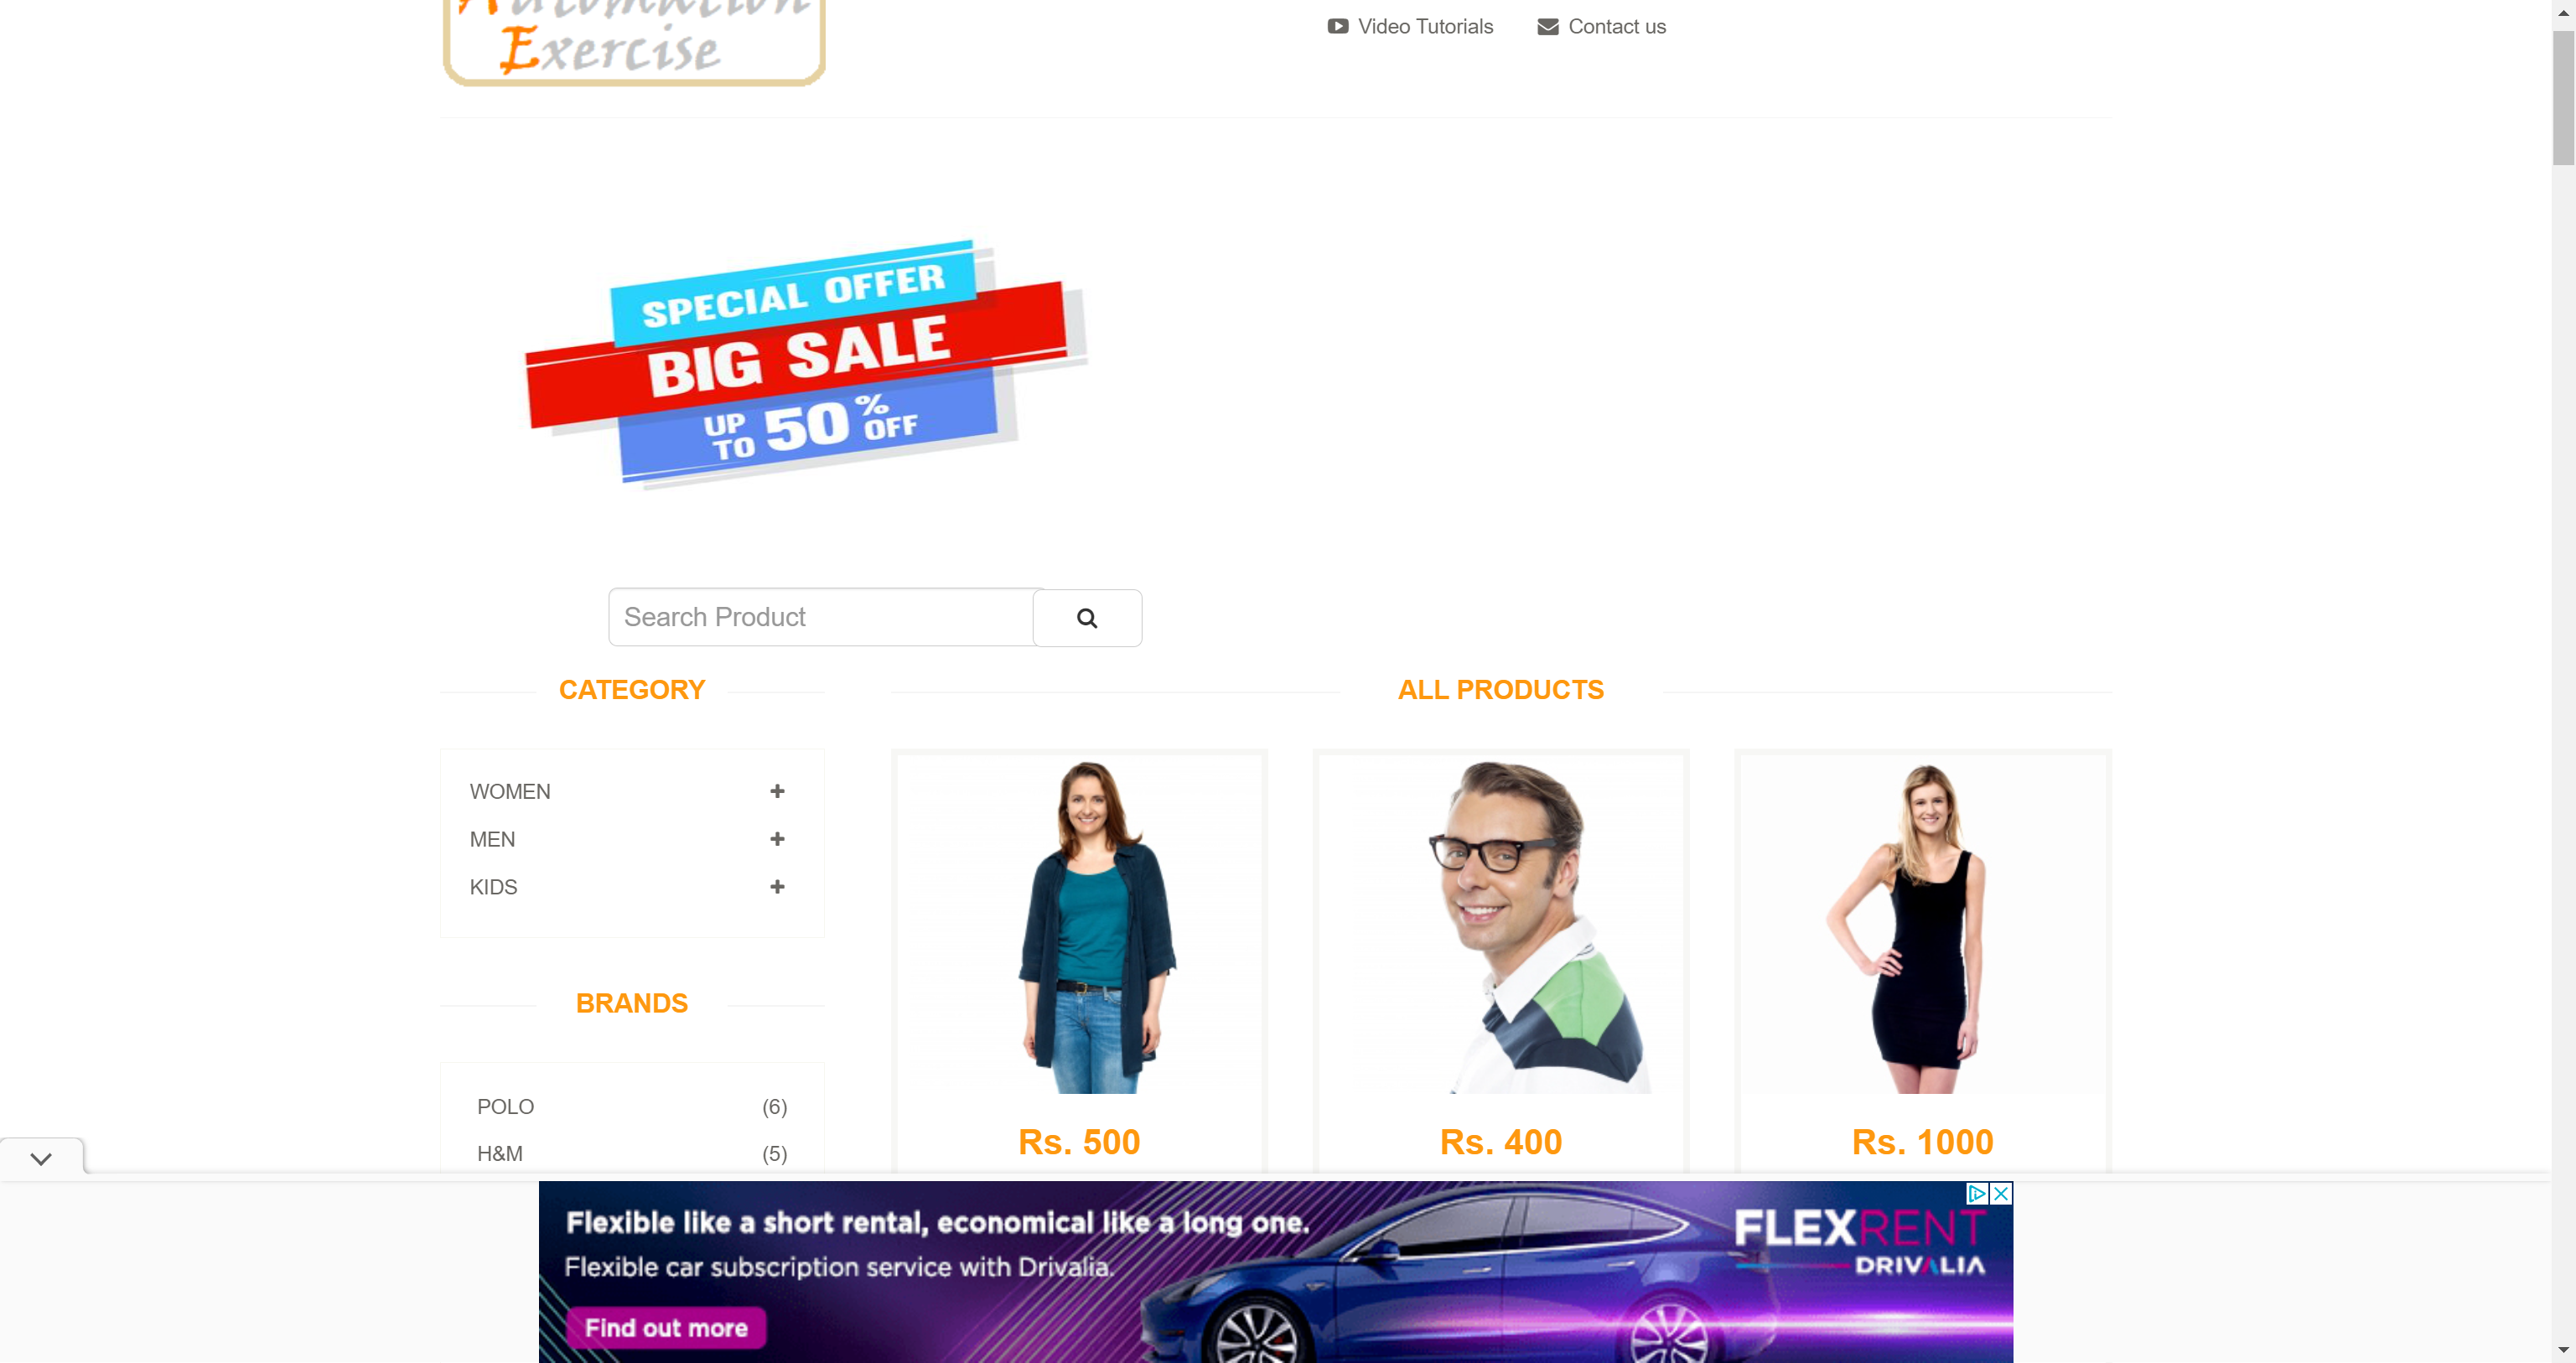 Automation
Exercise
Video Tutorials
Contact us
SPECIAL OFFER
BIG SALE
UP TO 50% OFF
Search Product
CATEGORY
WOMEN
MEN
KIDS
BRANDS
POLO (6)
H&M (5)
ALL PRODUCTS
Rs. 500
Rs. 400
Rs. 1000
Flexible like a short rental, economical like a long one.
Flexible car subscription service with Drivalia.
Find out more
FLEXRENT
DRIVALIA